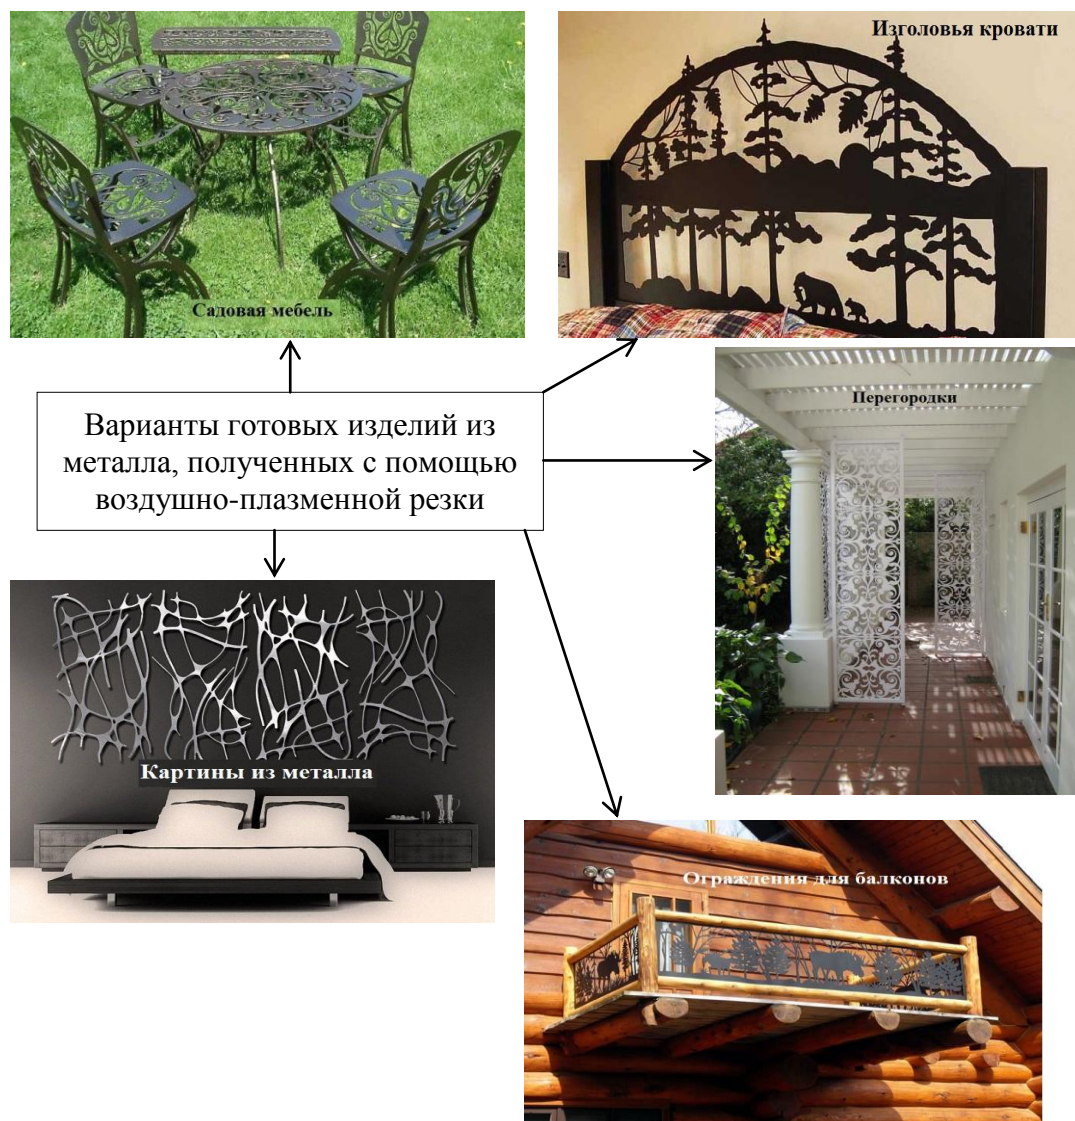 Изголовья кровати
Садовая мебель
Перегородки
Варианты готовых изделий из
металла, полученных с помощью
воздушно-плазменной резки
Картины из металла
Ограждения для балконов